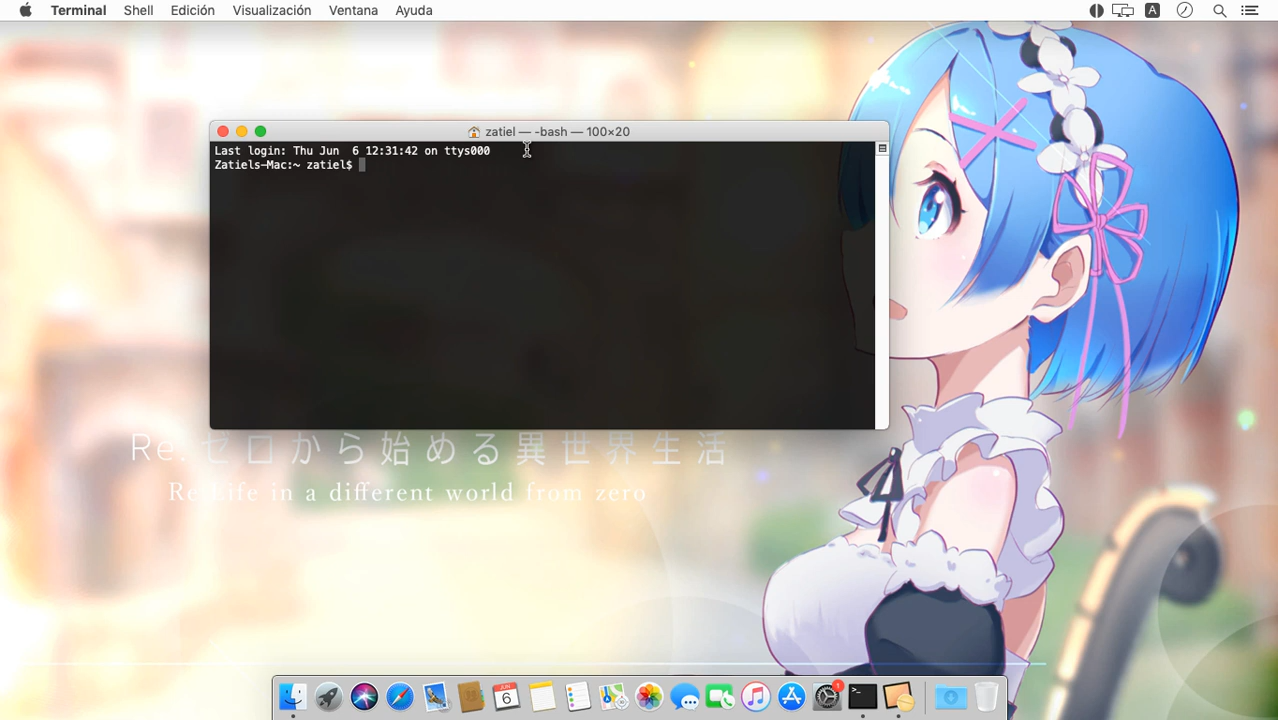 Terminal Shell Edición Visualización Ventana Ayuda A
zatiel — -bash — 100×20
Last login: Thu Jun  6 12:31:42 on ttys000
Zatiels-Mac:~ zatiel$
Re:ゼロから始める異世界生活
Re:Life in a different world from zero
JUN
6
1
>_